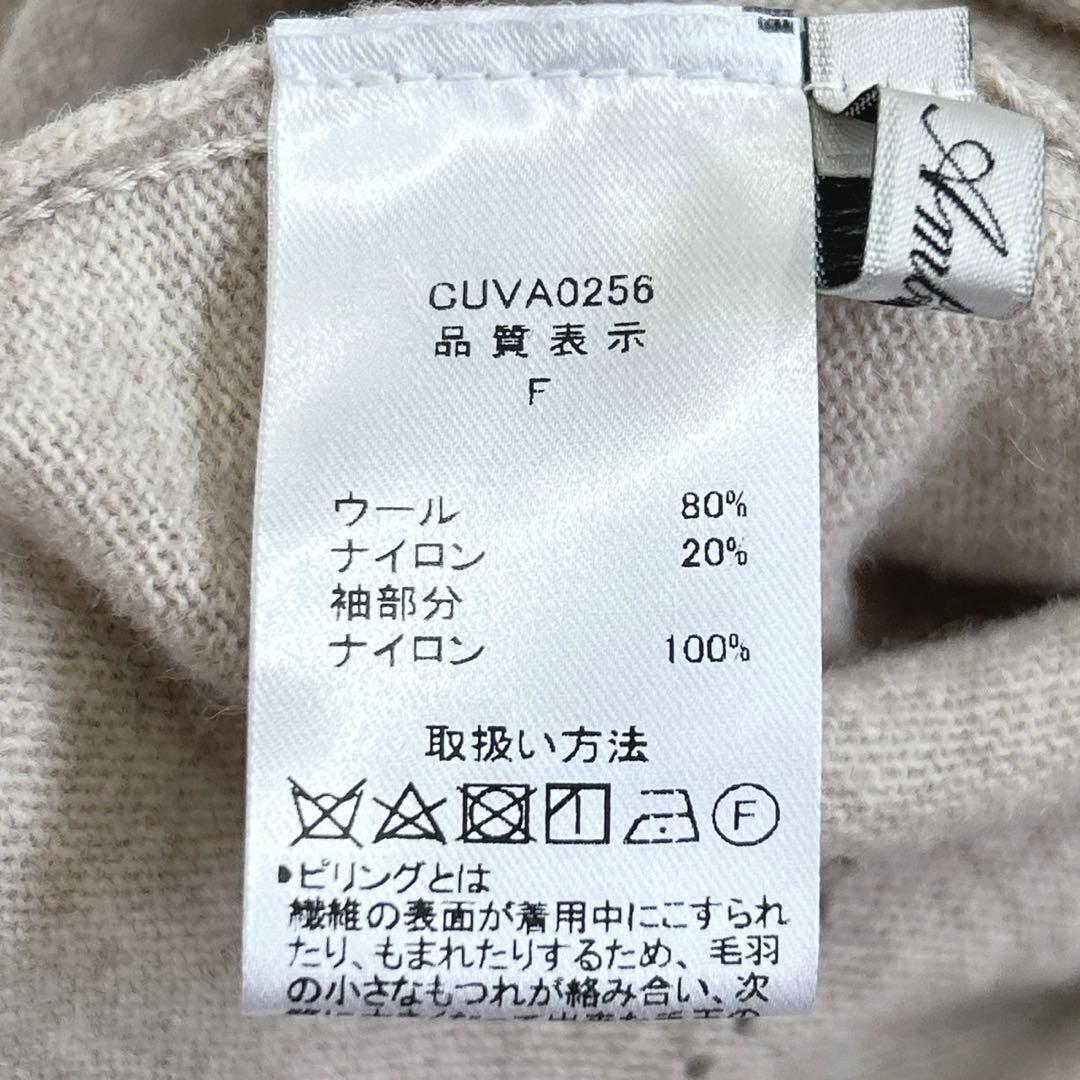 CUVA0256
品質表示
F
ウール 80%
ナイロン 20%
袖部分
ナイロン 100%
取扱い方法
F
ピリングとは
繊維の表面が着用中にこすられ
たり、もまれたりするため、毛羽
の小さなもつれが絡み合い、次